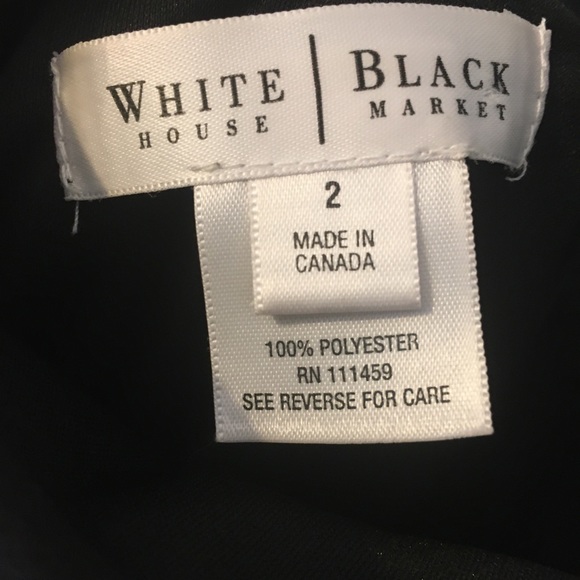 WHITE HOUSE | BLACK MARKET
2
MADE IN
CANADA
100% POLYESTER
RN 111459
SEE REVERSE FOR CARE